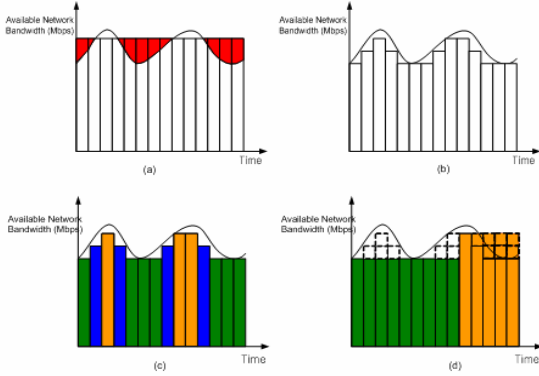 Available Network
Bandwidth (Mbps)
Time
(a)
Available Network
Bandwidth (Mbps)
Time
(b)
Available Network
Bandwidth (Mbps)
Time
(c)
Available Network
Bandwidth (Mbps)
Time
(d)